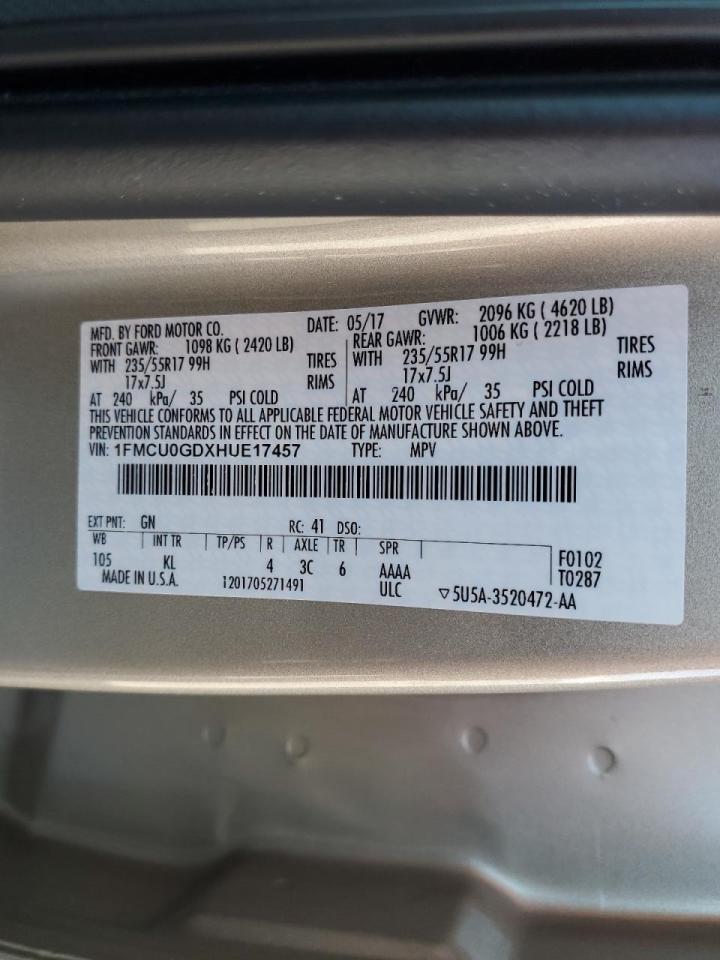 MFD. BY FORD MOTOR CO. DATE: 05/17 GVWR: 2096 KG ( 4620 LB)
FRONT GAWR: 1098 KG ( 2420 LB) REAR GAWR: 1006 KG ( 2218 LB)
WITH 235/55R17 99H TIRES WITH 235/55R17 99H TIRES
17x7.5J RIMS 17x7.5J RIMS
AT 240 kPa/ 35 PSI COLD AT 240 kPa/ 35 PSI COLD
THIS VEHICLE CONFORMS TO ALL APPLICABLE FEDERAL MOTOR VEHICLE SAFETY AND THEFT
PREVENTION STANDARDS IN EFFECT ON THE DATE OF MANUFACTURE SHOWN ABOVE.
VIN: 1FMCU0GDXHUE17457 TYPE: MPV
EXT PNT: GN RC: 41 DSO:
WB INT TR TP/PS R AXLE TR SPR F0102
105 KL 4 3C 6 AAAA T0287
MADE IN U.S.A. 1201705271491 ULC ▽5U5A-3520472-AA